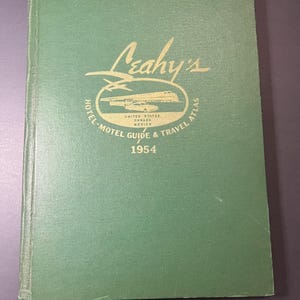 Leahy's
UNITED STATES
CANADA
MEXICO
HOTEL-MOTEL GUIDE & TRAVEL ATLAS
1954